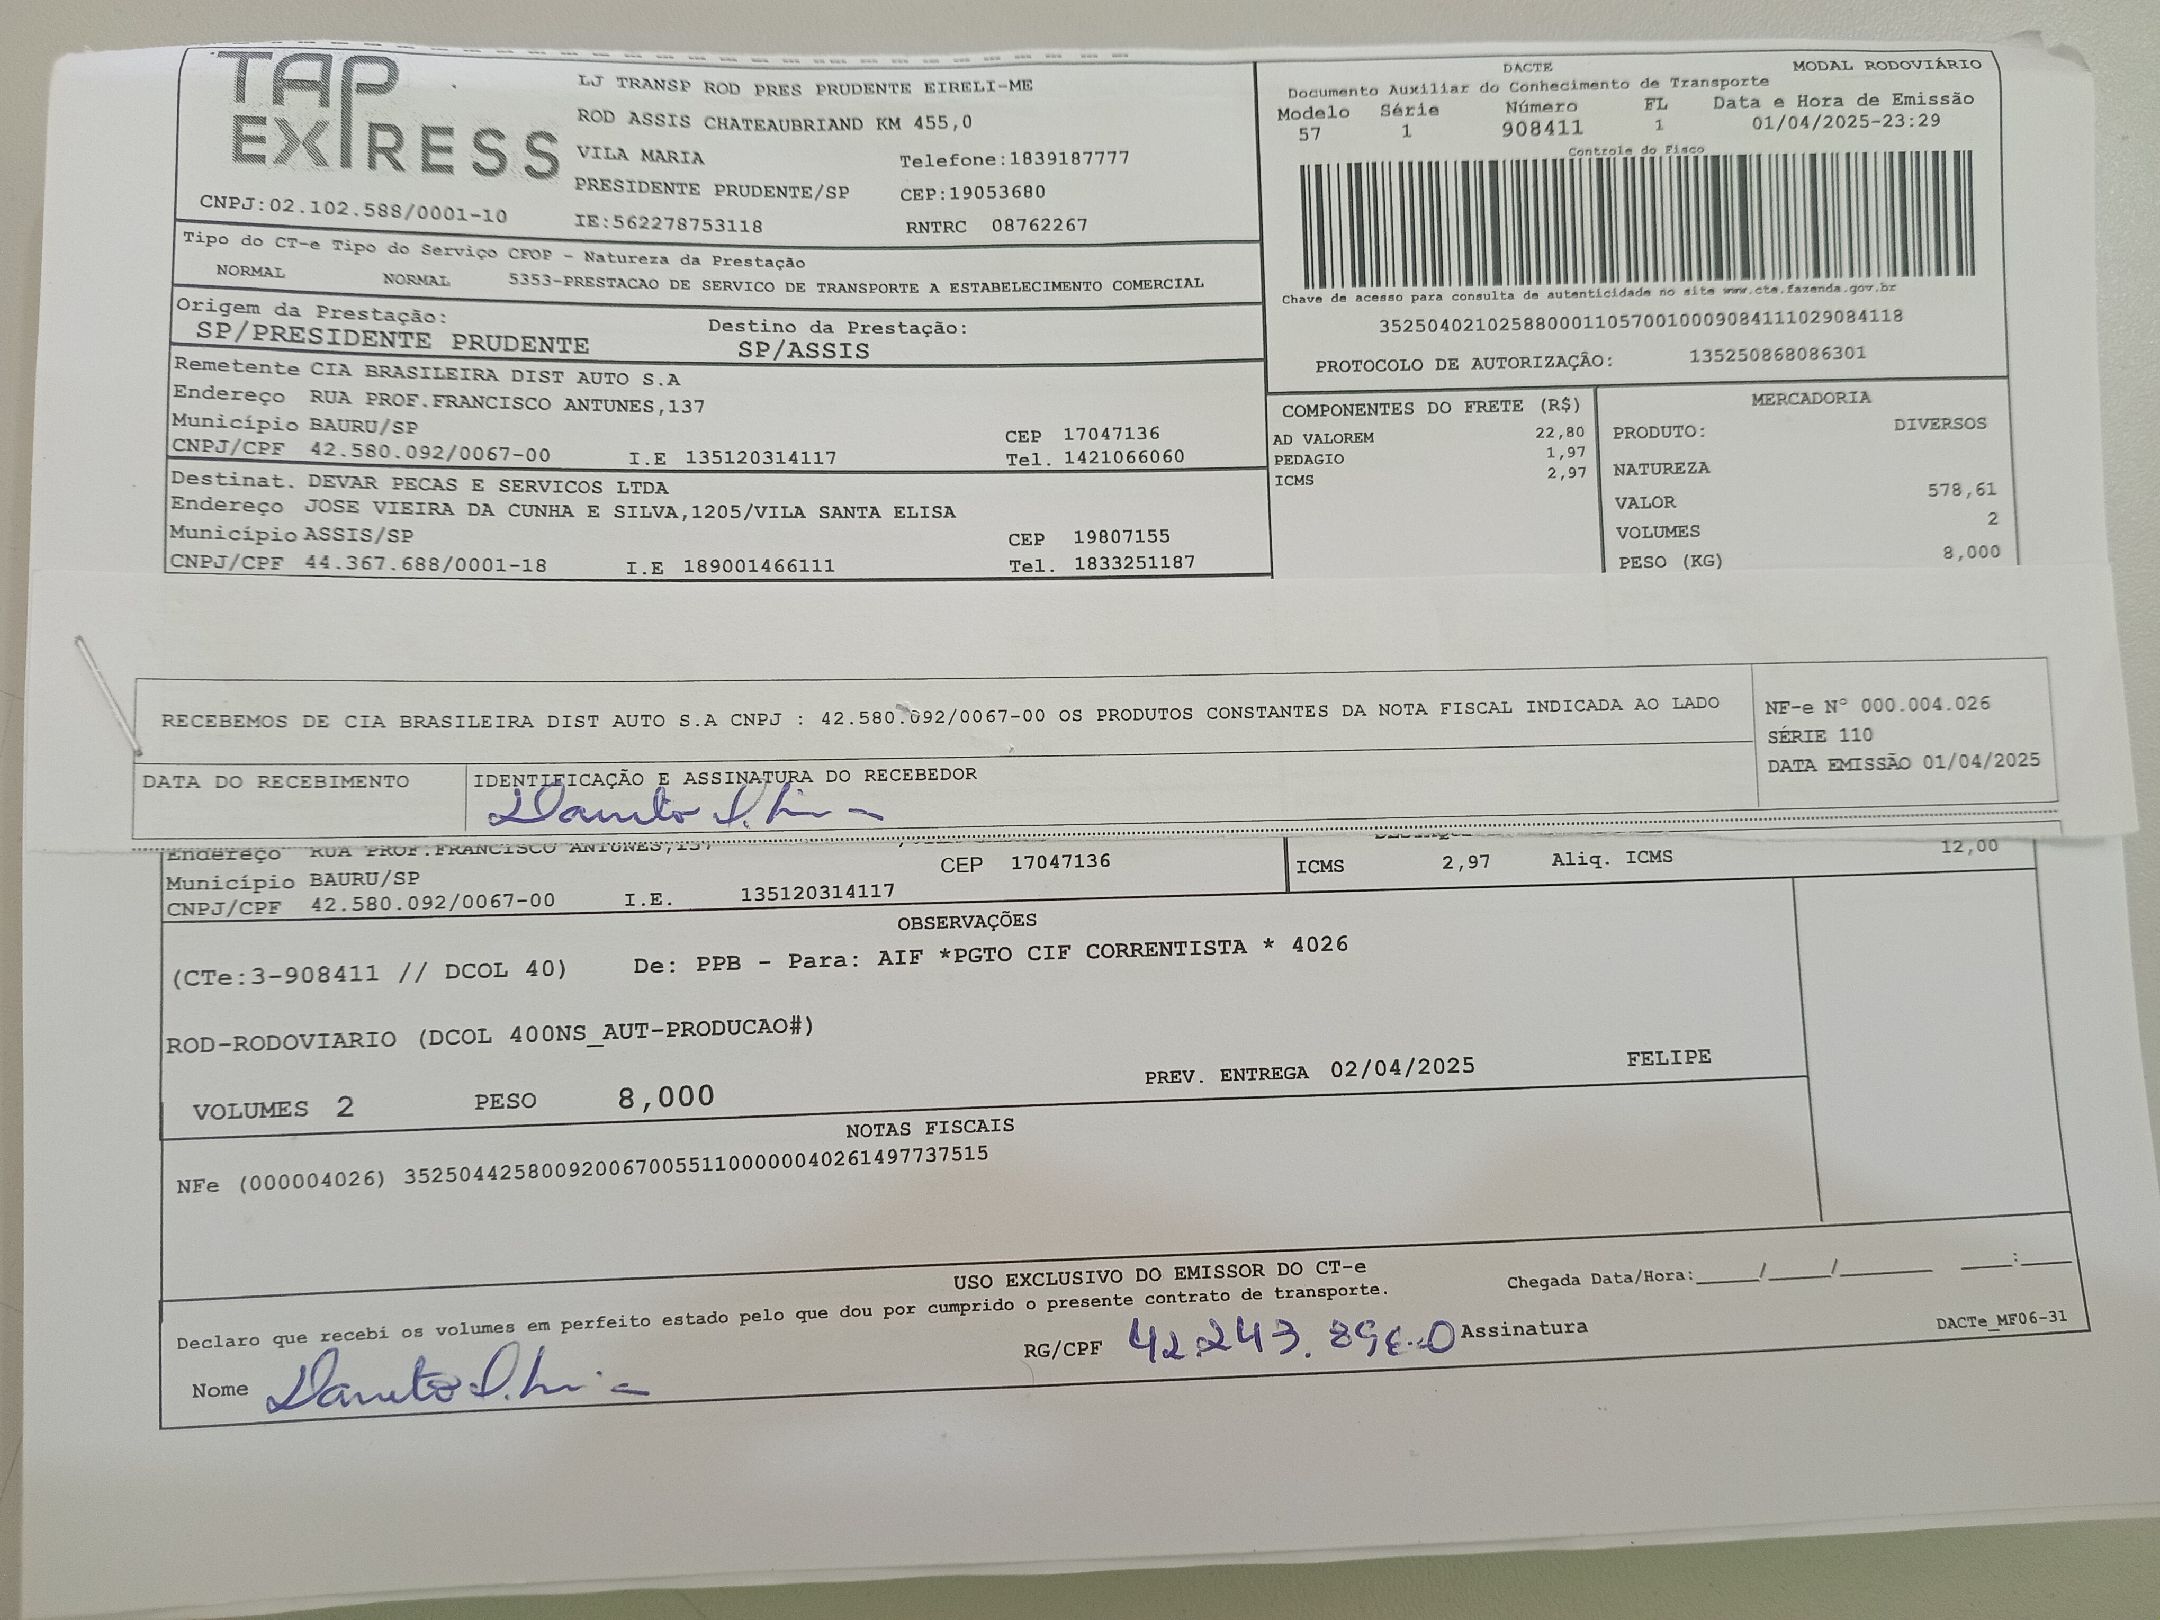 TAP
EXPRESS
LJ TRANSP ROD PRES PRUDENTE EIRELI-ME
ROD ASSIS CHATEAUBRIAND KM 455,0
VILA MARIA Telefone:1839187777
PRESIDENTE PRUDENTE/SP CEP:19053680
CNPJ:02.102.588/0001-10 IE:562278753118 RNTRC 08762267
DACTE MODAL RODOVIÁRIO
Documento Auxiliar do Conhecimento de Transporte
Modelo Série Número FL Data e Hora de Emissão
57 1 908411 1 01/04/2025-23:29
Controle do Fisco
Chave de acesso para consulta de autenticidade no site www.cte.fazenda.gov.br
35250402102588000110570010009084111029084118
PROTOCOLO DE AUTORIZAÇÃO: 135250868086301
Tipo do CT-e Tipo do Serviço CFOP - Natureza da Prestação
NORMAL NORMAL 5353-PRESTACAO DE SERVICO DE TRANSPORTE A ESTABELECIMENTO COMERCIAL
Origem da Prestação: Destino da Prestação:
SP/PRESIDENTE PRUDENTE SP/ASSIS
Remetente CIA BRASILEIRA DIST AUTO S.A
Endereço RUA PROF.FRANCISCO ANTUNES,137
Município BAURU/SP CEP 17047136
CNPJ/CPF 42.580.092/0067-00 I.E 135120314117 Tel. 1421066060
Destinat. DEVAR PECAS E SERVICOS LTDA
Endereço JOSE VIEIRA DA CUNHA E SILVA,1205/VILA SANTA ELISA
Município ASSIS/SP CEP 19807155
CNPJ/CPF 44.367.688/0001-18 I.E 189001466111 Tel. 1833251187
COMPONENTES DO FRETE (R$)
AD VALOREM 22,80
PEDAGIO 1,97
ICMS 2,97
MERCADORIA
PRODUTO: DIVERSOS
NATUREZA
VALOR 578,61
VOLUMES 2
PESO (KG) 8,000
RECEBEMOS DE CIA BRASILEIRA DIST AUTO S.A CNPJ : 42.580.092/0067-00 OS PRODUTOS CONSTANTES DA NOTA FISCAL INDICADA AO LADO
NF-e Nº 000.004.026
SÉRIE 110
DATA EMISSÃO 01/04/2025
DATA DO RECEBIMENTO IDENTIFICAÇÃO E ASSINATURA DO RECEBEDOR
Endereço RUA PROF.FRANCISCO ANTUNES,137
CEP 17047136
Município BAURU/SP
CNPJ/CPF 42.580.092/0067-00 I.E. 135120314117
ICMS 2,97 Aliq. ICMS 12,00
OBSERVAÇÕES
(CTe:3-908411 // DCOL 40) De: PPB - Para: AIF *PGTO CIF CORRENTISTA * 4026
ROD-RODOVIARIO (DCOL 400NS_AUT-PRODUCAO#)
VOLUMES 2 PESO 8,000 PREV. ENTREGA 02/04/2025 FELIPE
NOTAS FISCAIS
NFe (000004026) 35250442580092006700551100000040261497737515
USO EXCLUSIVO DO EMISSOR DO CT-e
Declaro que recebi os volumes em perfeito estado pelo que dou por cumprido o presente contrato de transporte.
Chegada Data/Hora:____/____/______ ___:___
Nome RG/CPF Assinatura
DACTe_MF06-31